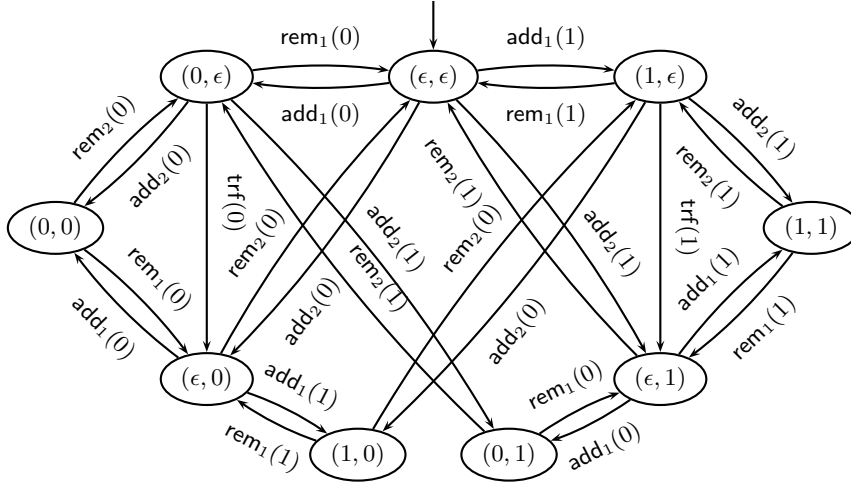 rem₁(0)
add₁(1)
(0, ϵ)
(ϵ, ϵ)
(1, ϵ)
add₁(0)
rem₁(1)
rem₂(0)
add₂(0)
trf(0)
rem₂(0)
add₂(1)
rem₂(1)
rem₂(1)
rem₂(0)
add₂(1)
trf(1)
rem₂(1)
add₂(1)
(0, 0)
(1, 1)
rem₁(0)
add₁(0)
add₂(0)
add₂(0)
add₁(1)
rem₁(1)
(ϵ, 0)
(ϵ, 1)
add₁(1)
rem₁(0)
rem₁(1)
(1, 0)
(0, 1)
add₁(0)